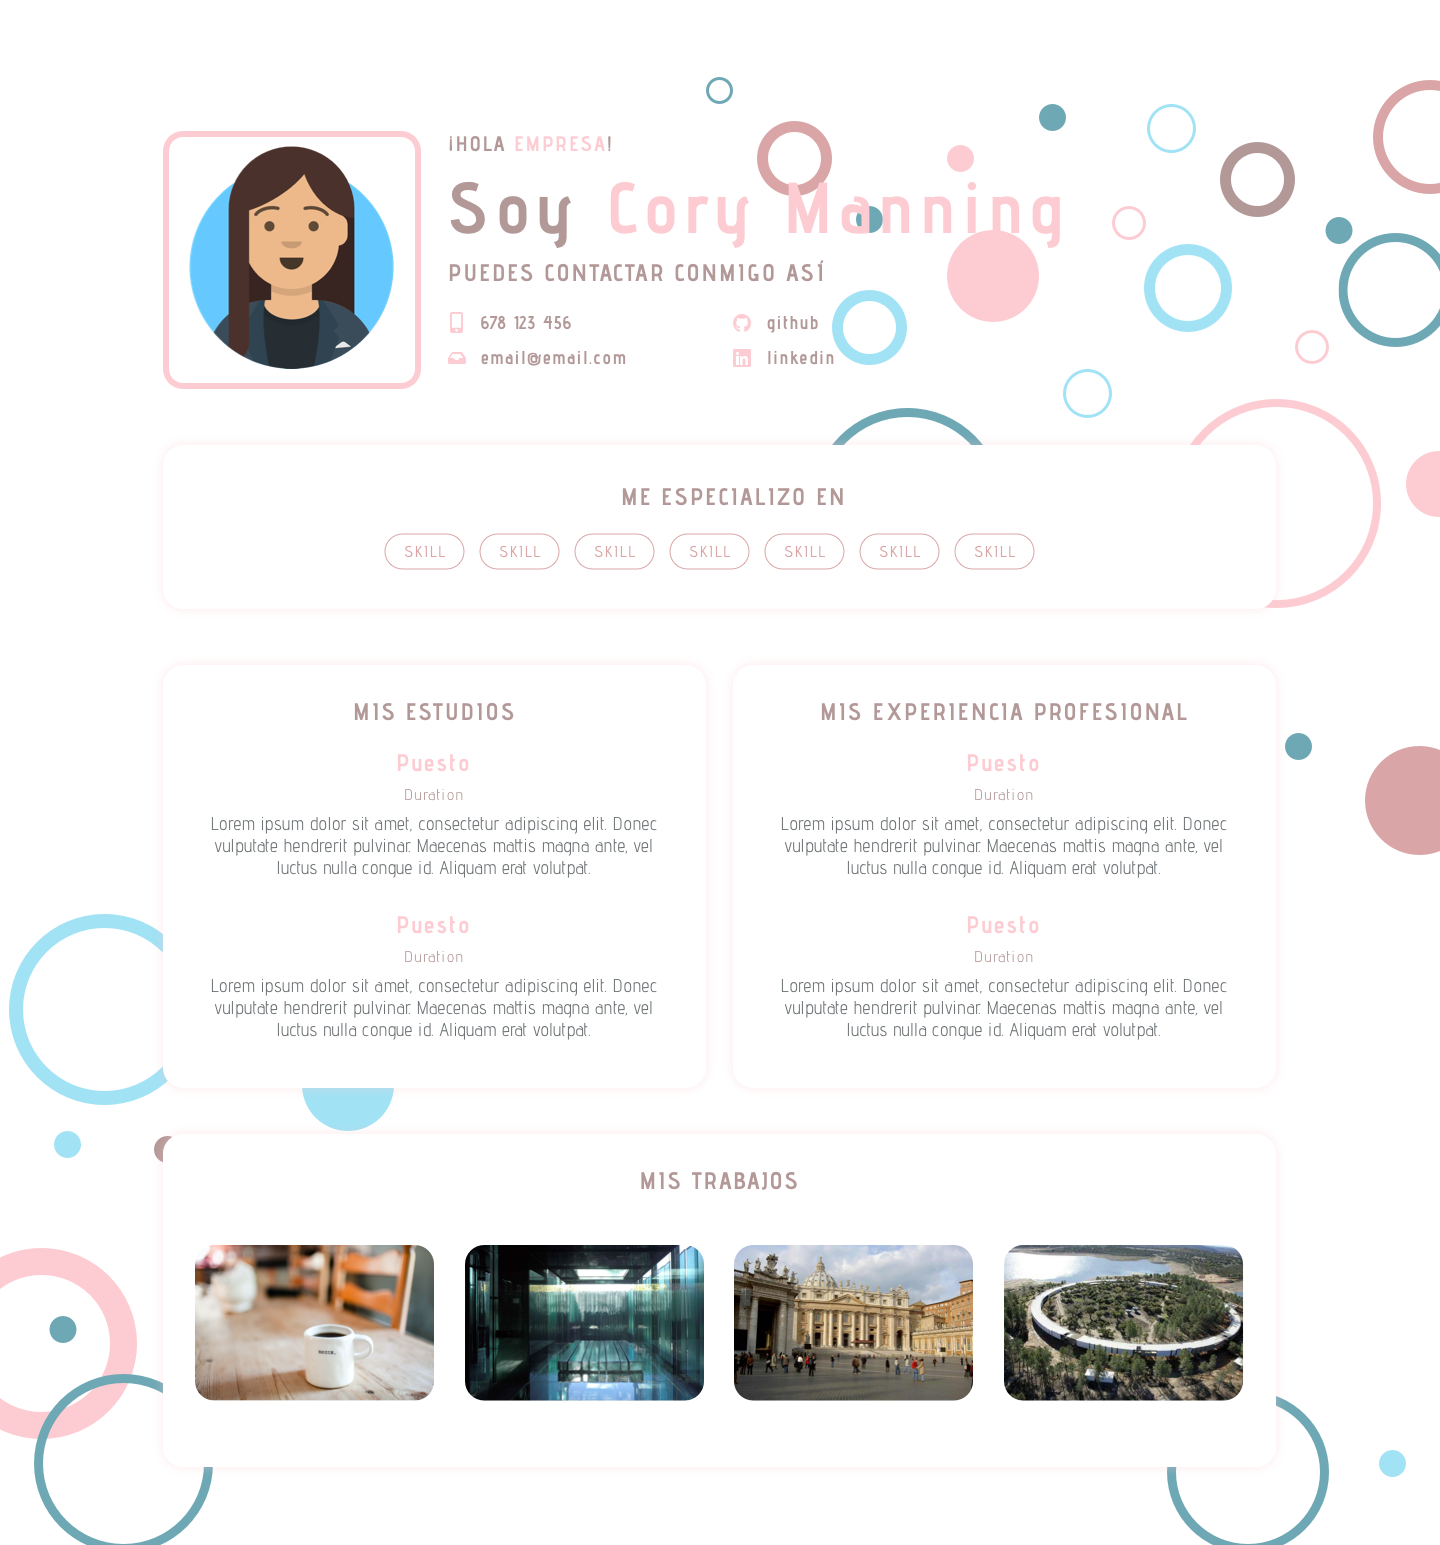 ¡HOLA EMPRESA!
Soy Cory Manning
PUEDES CONTACTAR CONMIGO ASÍ
678 123 456
github
email@email.com
linkedin
ME ESPECIALIZO EN
SKILL SKILL SKILL SKILL SKILL SKILL SKILL
MIS ESTUDIOS
Puesto
Duration
Lorem ipsum dolor sit amet, consectetur adipiscing elit. Donec
vulputate hendrerit pulvinar. Maecenas mattis magna ante, vel
luctus nulla congue id. Aliquam erat volutpat.
Puesto
Duration
Lorem ipsum dolor sit amet, consectetur adipiscing elit. Donec
vulputate hendrerit pulvinar. Maecenas mattis magna ante, vel
luctus nulla congue id. Aliquam erat volutpat.
MIS EXPERIENCIA PROFESIONAL
Puesto
Duration
Lorem ipsum dolor sit amet, consectetur adipiscing elit. Donec
vulputate hendrerit pulvinar. Maecenas mattis magna ante, vel
luctus nulla congue id. Aliquam erat volutpat.
Puesto
Duration
Lorem ipsum dolor sit amet, consectetur adipiscing elit. Donec
vulputate hendrerit pulvinar. Maecenas mattis magna ante, vel
luctus nulla congue id. Aliquam erat volutpat.
MIS TRABAJOS